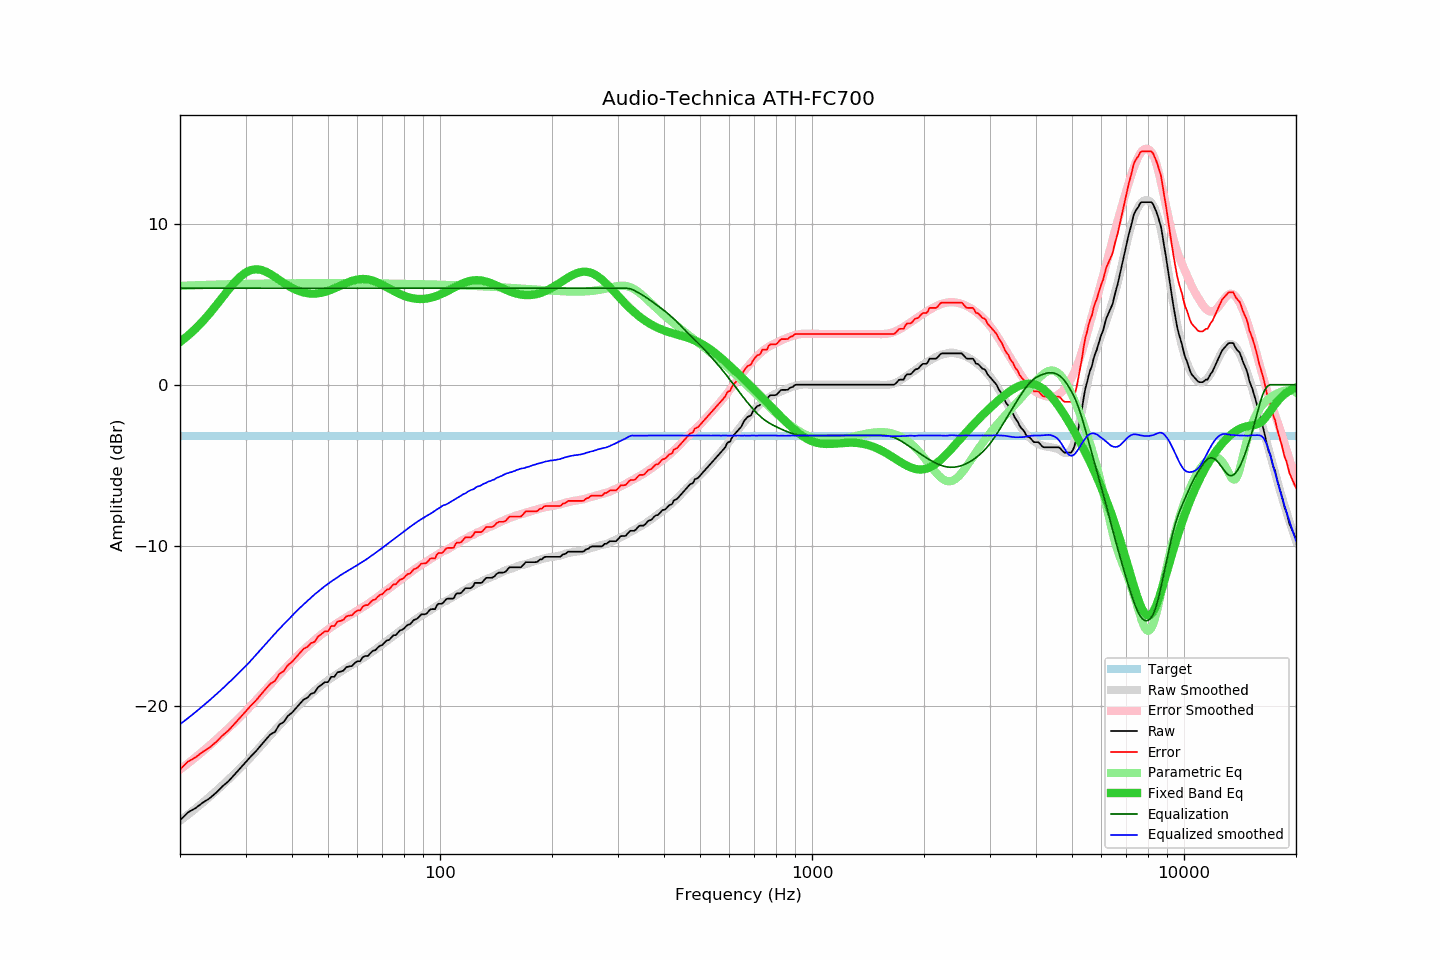 Audio-Technica ATH-FC700
Amplitude (dBr)
10
0
−10
−20
100
1000
10000
Frequency (Hz)
Target
Raw Smoothed
Error Smoothed
Raw
Error
Parametric Eq
Fixed Band Eq
Equalization
Equalized smoothed